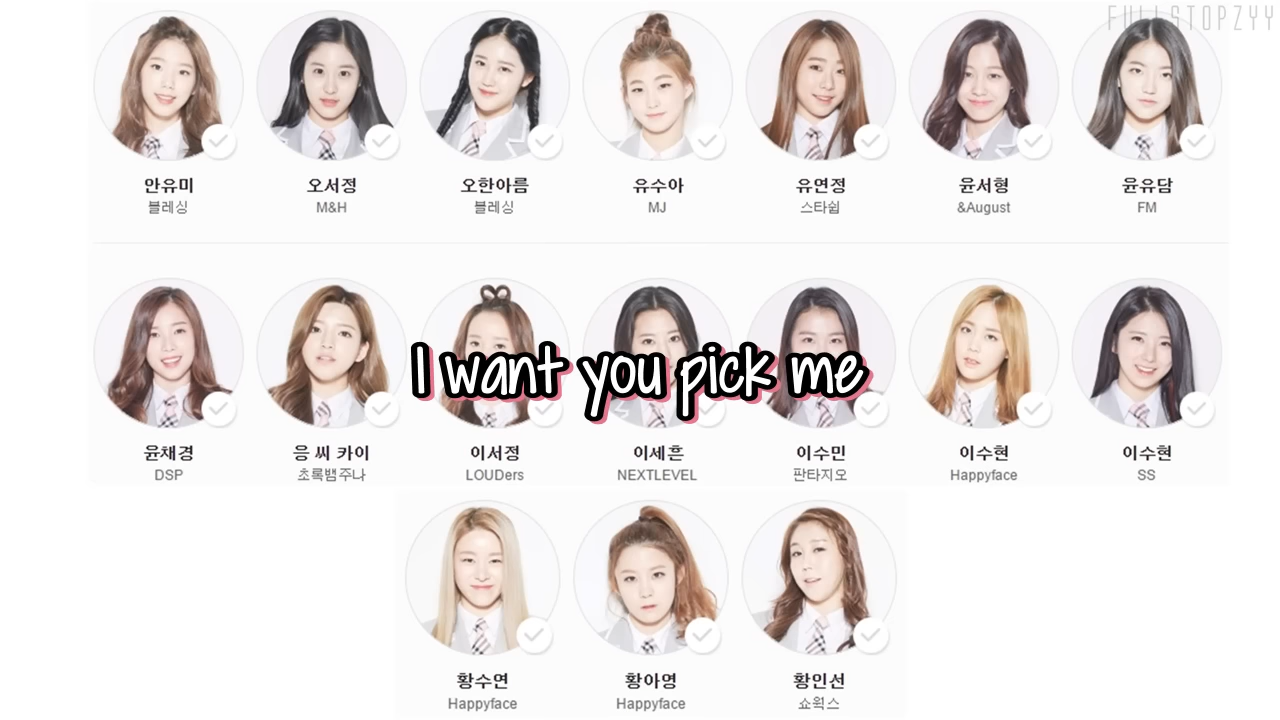 FULLSTOPZYY
안유미 오서정 오한아름 유수아 유연정 윤서형 윤유담
블레싱 M&H 블레싱 MJ 스타쉽 &August FM
I want you pick me
윤채경 응 씨 카이 이서정 이세흔 이수민 이수현 이수현
DSP 초록뱀주나 LOUDers NEXTLEVEL 판타지오 Happyface SS
황수연 황아영 황인선
Happyface Happyface 쇼웍스